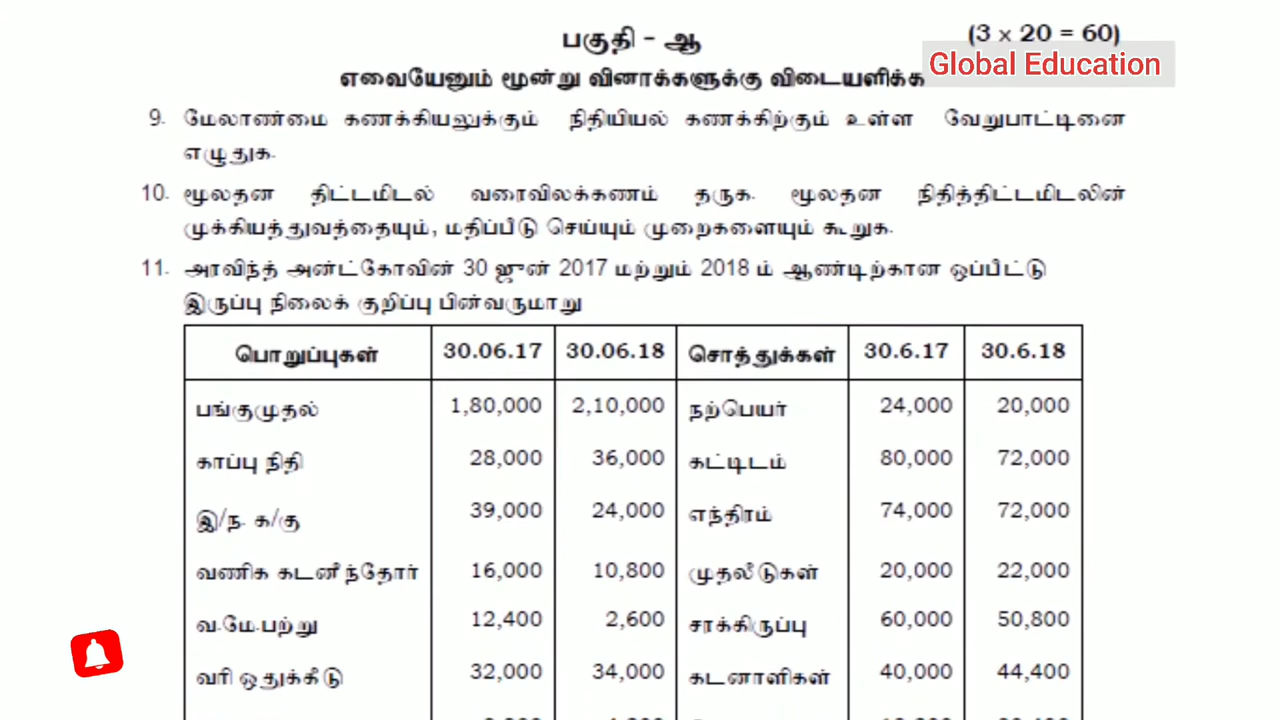 பகுதி - ஆ (3 x 20 = 60)
Global Education
எவையேனும் மூன்று வினாக்களுக்கு விடையளிக்க
9. மேலாண்மை கணக்கியலுக்கும் நிதியியல் கணக்கிற்கும் உள்ள வேறுபாட்டினை
எழுதுக.
10. மூலதன திட்டமிடல் வரைவிலக்கணம் தருக. மூலதன நிதித்திட்டமிடலின்
முக்கியத்துவத்தையும், மதிப்பீடு செய்யும் முறைகளையும் கூறுக.
11. அரவிந்த் அன்ட்கோவின் 30 ஜுன் 2017 மற்றும் 2018 ம் ஆண்டிற்கான ஒப்பீட்டு
இருப்பு நிலைக் குறிப்பு பின்வருமாறு
பொறுப்புகள் 30.06.17 30.06.18 சொத்துக்கள் 30.6.17 30.6.18
பங்குமுதல் 1,80,000 2,10,000 நற்பெயர் 24,000 20,000
காப்பு நிதி 28,000 36,000 கட்டிடம் 80,000 72,000
இ/ந. க/கு 39,000 24,000 எந்திரம் 74,000 72,000
வணிக கடனீந்தோர் 16,000 10,800 முதலீடுகள் 20,000 22,000
வ.மே.பற்று 12,400 2,600 சரக்கிருப்பு 60,000 50,800
வரி ஒதுக்கீடு 32,000 34,000 கடனாளிகள் 40,000 44,400